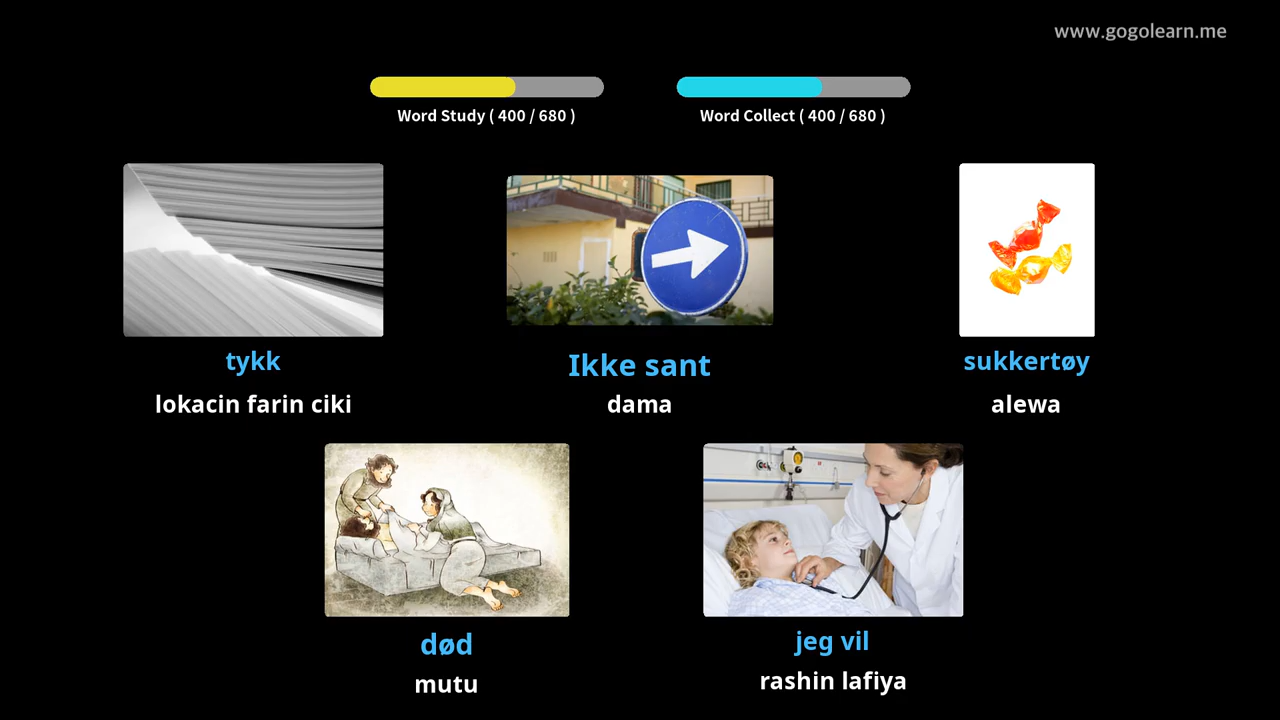 www.gogolearn.me
Word Study ( 400 / 680 )
Word Collect ( 400 / 680 )
tykk
lokacin farin ciki
Ikke sant
dama
sukkertøy
alewa
død
mutu
jeg vil
rashin lafiya